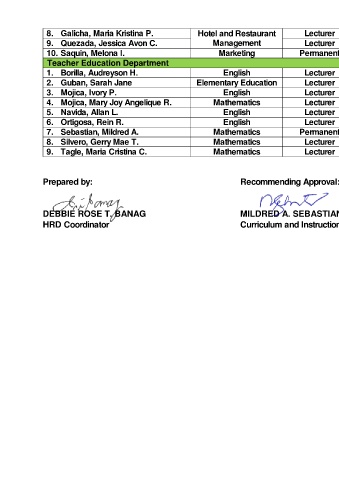 8. Galicha, Maria Kristina P. Hotel and Restaurant Lecturer
9. Quezada, Jessica Avon C. Management Lecturer
10. Saquin, Melona I. Marketing Permanent
Teacher Education Department
1. Borilla, Audreyson H. English Lecturer
2. Guban, Sarah Jane Elementary Education Lecturer
3. Mojica, Ivory P. English Lecturer
4. Mojica, Mary Joy Angelique R. Mathematics Lecturer
5. Navida, Allan L. English Lecturer
6. Ortigosa, Rein R. English Lecturer
7. Sebastian, Mildred A. Mathematics Permanent
8. Silvero, Gerry Mae T. Mathematics Lecturer
9. Tagle, Maria Cristina C. Mathematics Lecturer
Prepared by: Recommending Approval:
DEBBIE ROSE T. BANAG MILDRED A. SEBASTIAN
HRD Coordinator Curriculum and Instruction